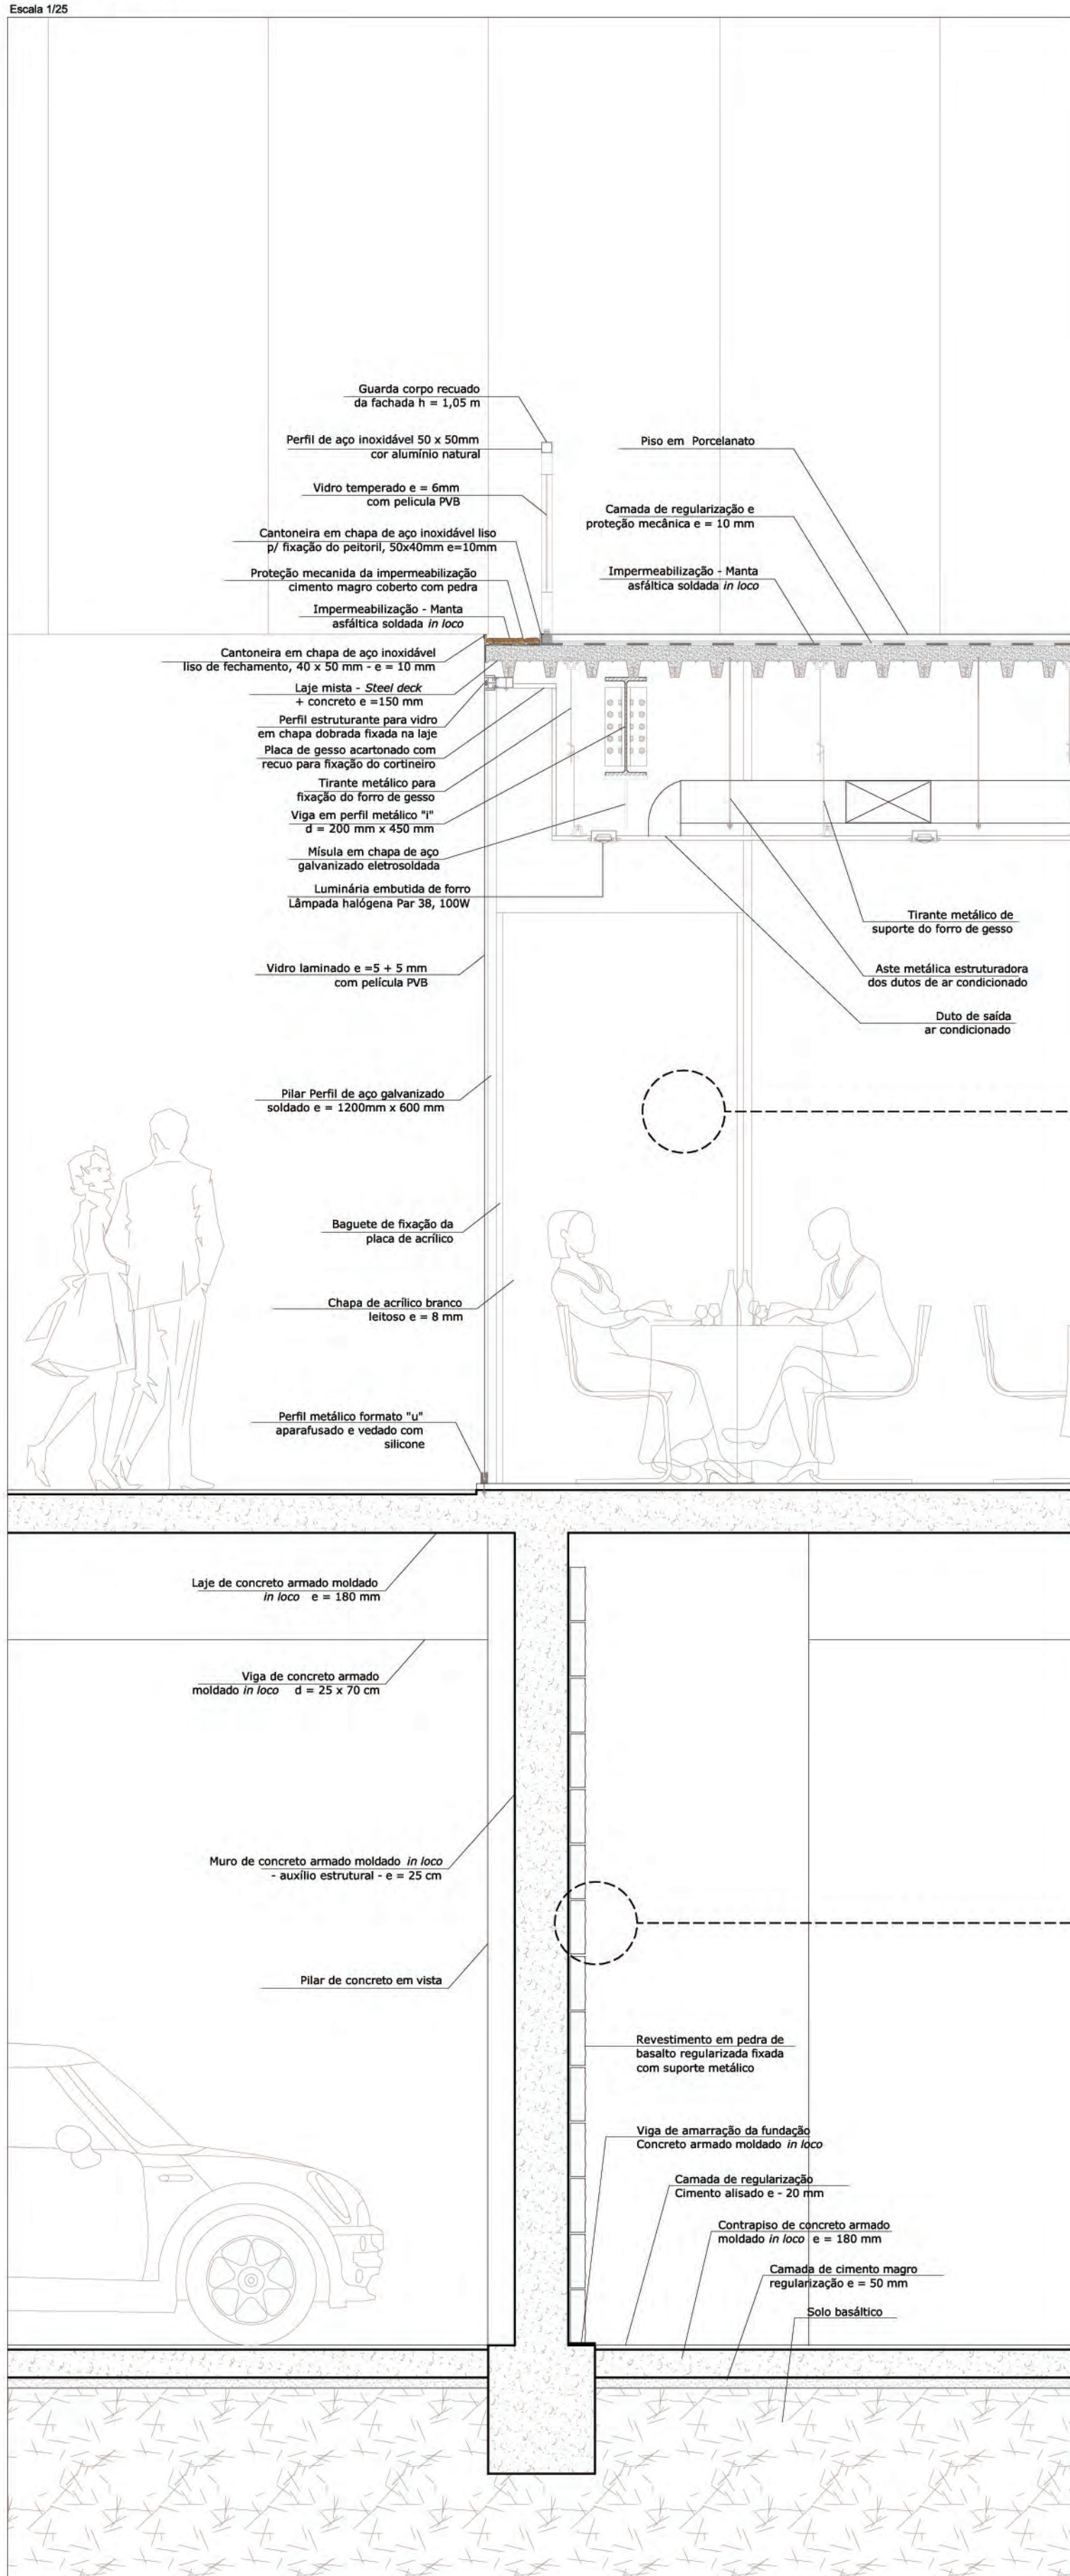 Escala 1/25
Guarda corpo recuado
da fachada h = 1,05 m
Perfil de aço inoxidável 50 x 50mm
cor alumínio natural
Vidro temperado e = 6mm
com pelicula PVB
Cantoneira em chapa de aço inoxidável liso
p/ fixação do peitoril, 50x40mm e=10mm
Proteção mecanida da impermeabilização
cimento magro coberto com pedra
Impermeabilização - Manta
asfáltica soldada in loco
Cantoneira em chapa de aço inoxidável
liso de fechamento, 40 x 50 mm - e = 10 mm
Laje mista - Steel deck
+ concreto e =150 mm
Perfil estruturante para vidro
em chapa dobrada fixada na laje
Placa de gesso acartonado com
recuo para fixação do cortineiro
Tirante metálico para
fixação do forro de gesso
Viga em perfil metálico "i"
d = 200 mm x 450 mm
Mísula em chapa de aço
galvanizado eletrosoldada
Luminária embutida de forro
Lâmpada halógena Par 38, 100W
Vidro laminado e =5 + 5 mm
com película PVB
Pilar Perfil de aço galvanizado
soldado e = 1200mm x 600 mm
Baguete de fixação da
placa de acrílico
Chapa de acrílico branco
leitoso e = 8 mm
Perfil metálico formato "u"
aparafusado e vedado com
silicone
Piso em Porcelanato
Camada de regularização e
proteção mecânica e = 10 mm
Impermeabilização - Manta
asfáltica soldada in loco
Tirante metálico de
suporte do forro de gesso
Aste metálica estruturadora
dos dutos de ar condicionado
Duto de saída
ar condicionado
Laje de concreto armado moldado
in loco e = 180 mm
Viga de concreto armado
moldado in loco d = 25 x 70 cm
Muro de concreto armado moldado in loco
- auxílio estrutural - e = 25 cm
Pilar de concreto em vista
Revestimento em pedra de
basalto regularizada fixada
com suporte metálico
Viga de amarração da fundação
Concreto armado moldado in loco
Camada de regularização
Cimento alisado e - 20 mm
Contrapiso de concreto armado
moldado in loco e = 180 mm
Camada de cimento magro
regularização e = 50 mm
Solo basáltico